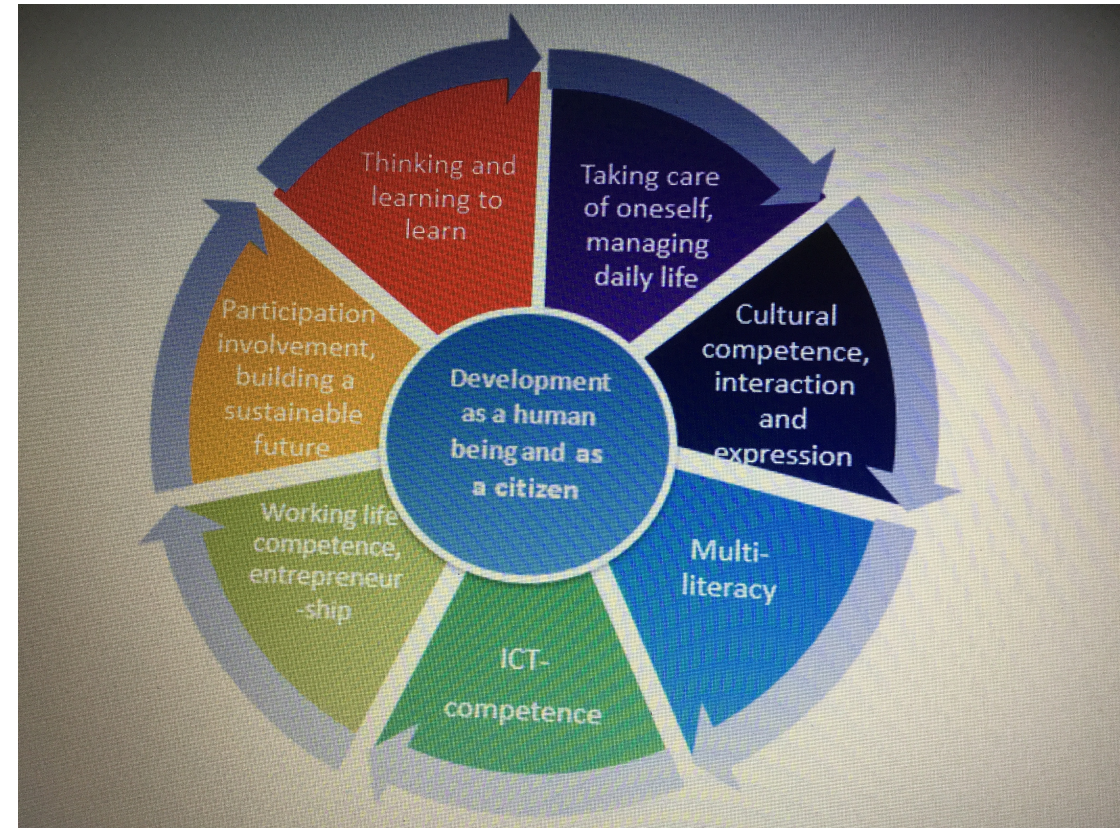 Thinking and
learning to
learn
Taking care
of oneself,
managing
daily life
Cultural
competence,
interaction
and
expression
Multi-
literacy
ICT-
competence
Working life
competence,
entrepreneur
-ship
Participation
involvement,
building a
sustainable
future
Development
as a human
being and as
a citizen